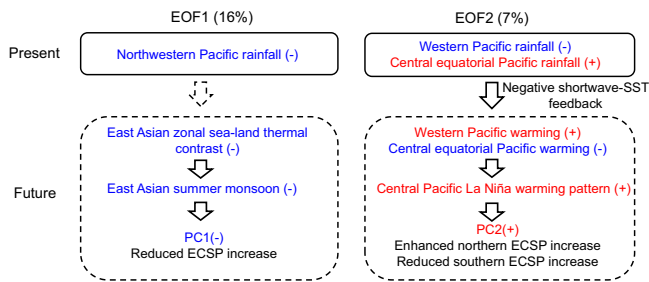 EOF1 (16%)
EOF2 (7%)
Present
Northwestern Pacific rainfall (-)
Western Pacific rainfall (-)
Central equatorial Pacific rainfall (+)
Negative shortwave-SST
feedback
Future
East Asian zonal sea-land thermal
contrast (-)
East Asian summer monsoon (-)
PC1(-)
Reduced ECSP increase
Western Pacific warming (+)
Central equatorial Pacific warming (-)
Central Pacific La Niña warming pattern (+)
PC2(+)
Enhanced northern ECSP increase
Reduced southern ECSP increase